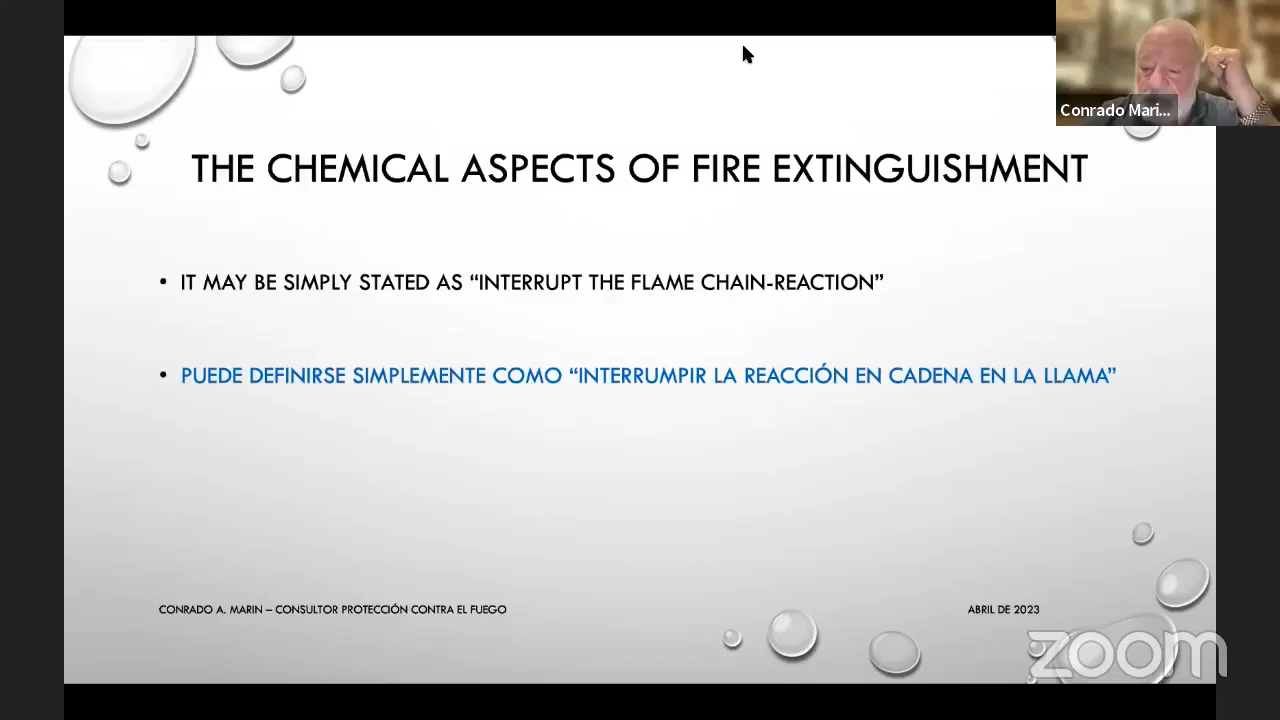 Conrado Mari...
THE CHEMICAL ASPECTS OF FIRE EXTINGUISHMENT
• IT MAY BE SIMPLY STATED AS “INTERRUPT THE FLAME CHAIN-REACTION”
• PUEDE DEFINIRSE SIMPLEMENTE COMO “INTERRUMPIR LA REACCIÓN EN CADENA EN LA LLAMA”
CONRADO A. MARIN – CONSULTOR PROTECCIÓN CONTRA EL FUEGO
ABRIL DE 2023
zoom